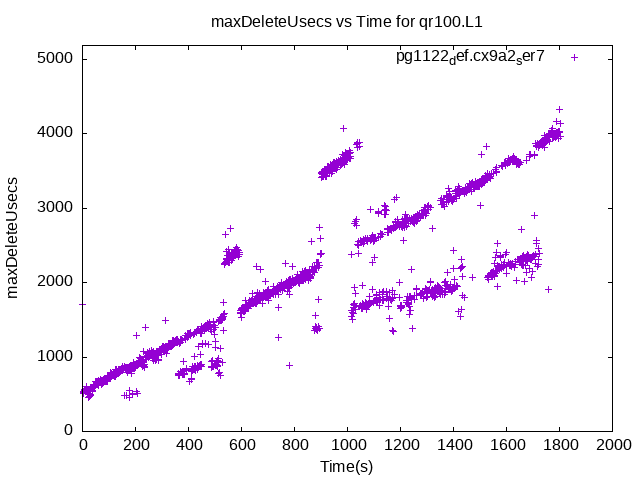 maxDeleteUsecs vs Time for qr100.L1
pg1122def.cx9a2ser7
5000
4000
3000
2000
1000
0
maxDeleteUsecs
0 200 400 600 800 1000 1200 1400 1600 1800 2000
Time(s)